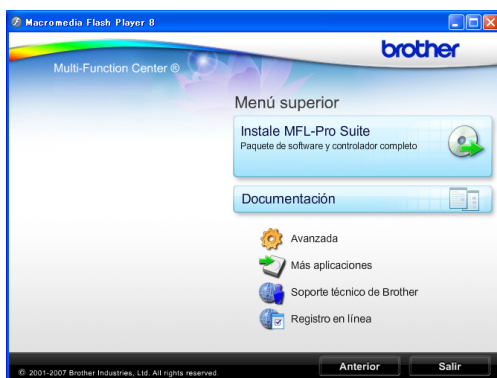 Macromedia Flash Player 8
brother
Multi-Function Center ®
Menú superior
Instale MFL-Pro Suite
Paquete de software y controlador completo
Documentación
Avanzada
Más aplicaciones
Soporte técnico de Brother
Registro en línea
© 2001-2007 Brother Industries, Ltd. All rights reserved.
Anterior
Salir